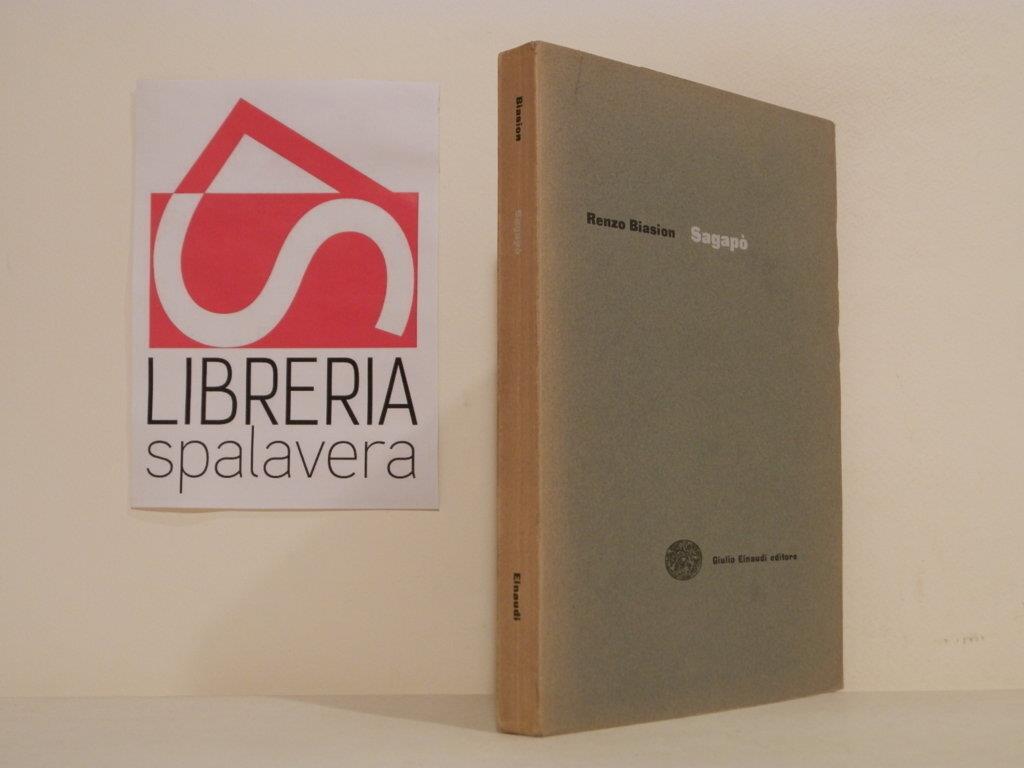 LIBRERIA
spalavera
Biasion
Sagapò
Einaudi
Renzo Biasion Sagapò
Giulio Einaudi editore